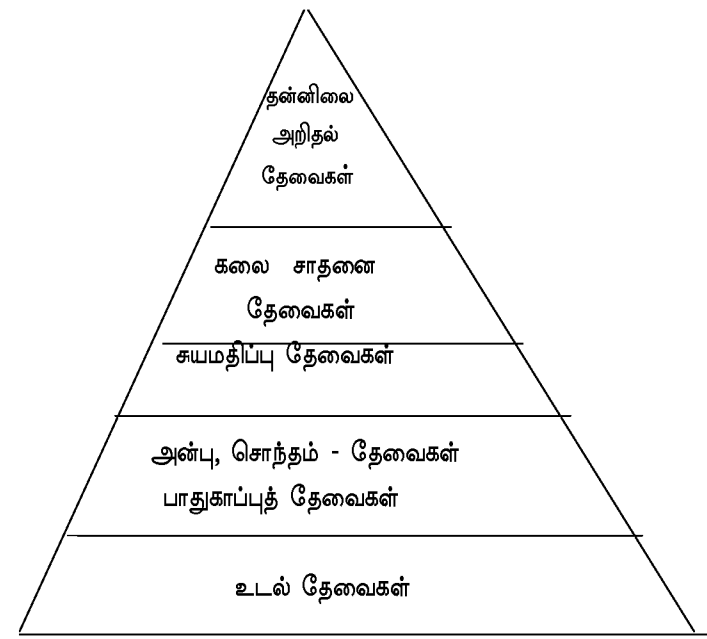 தன்னிலை
அறிதல்
தேவைகள்
கலை சாதனை
தேவைகள்
சுயமதிப்பு தேவைகள்
அன்பு, சொந்தம் - தேவைகள்
பாதுகாப்புத் தேவைகள்
உடல் தேவைகள்